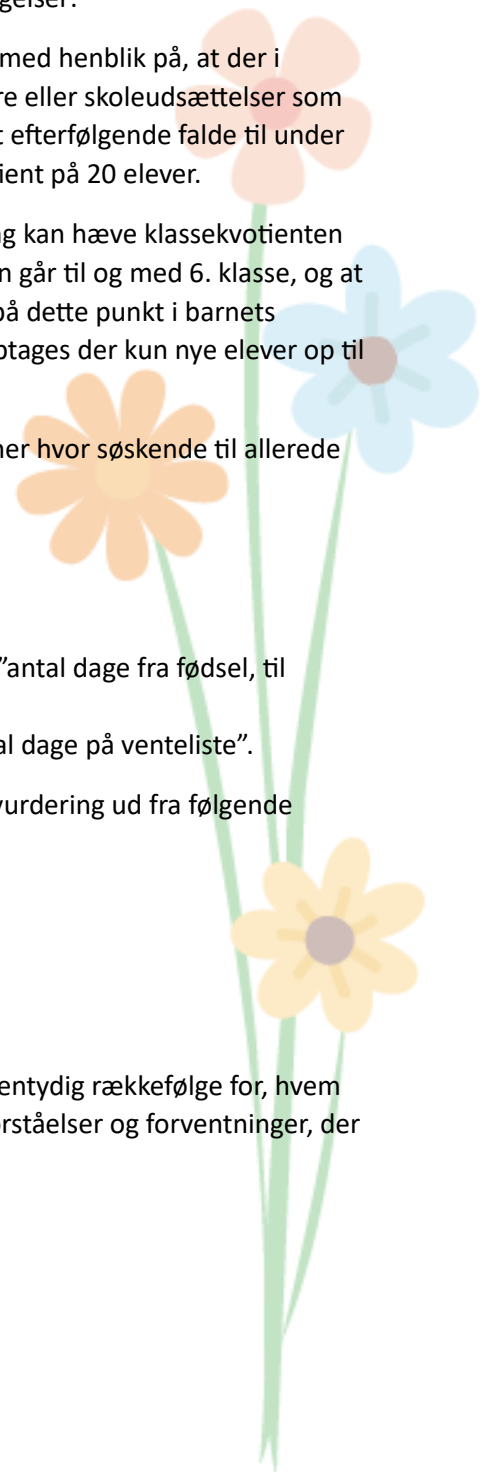 med henblik på, at der i
re eller skoleudsættelser som
t efterfølgende falde til under
ient på 20 elever.
g kan hæve klassekvotienten
n går til og med 6. klasse, og at
på dette punkt i barnets
ptages der kun nye elever op til
ner hvor søskende til allerede
”antal dage fra fødsel, til
al dage på venteliste”.
vurdering ud fra følgende
entydig rækkefølge for, hvem
rståelser og forventninger, der